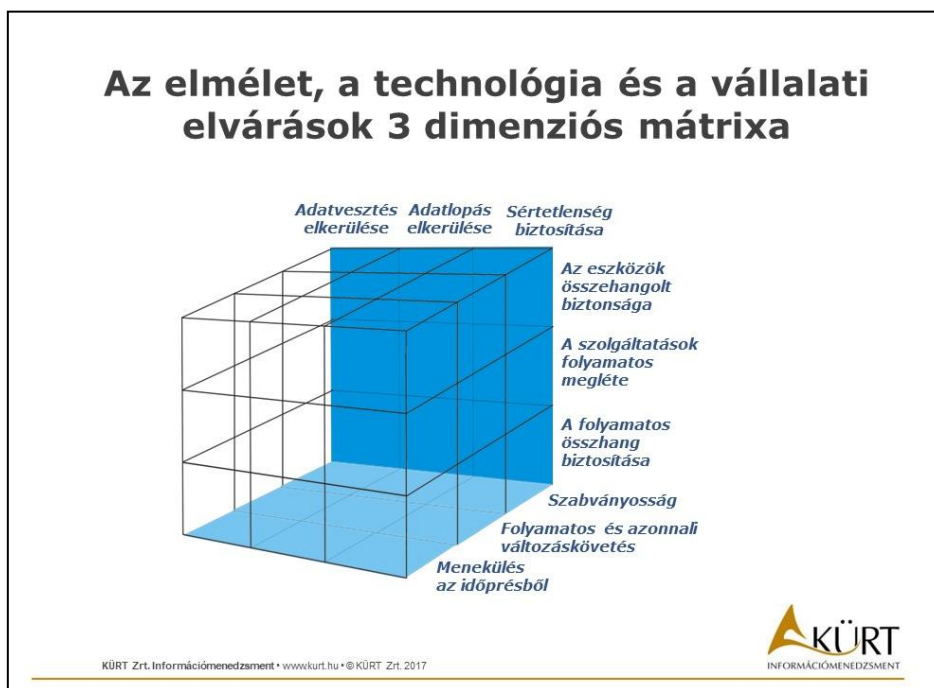 Az elmélet, a technológia és a vállalati
elvárások 3 dimenziós mátrixa
Adatvesztés
elkerülése
Adatlopás
elkerülése
Sértetlenség
biztosítása
Az eszközök
összehangolt
biztonsága
A szolgáltatások
folyamatos
megléte
A folyamatos
összhang
biztosítása
Szabványosság
Folyamatos és azonnali
változáskövetés
Menekülés
az időprésből
KÜRT Zrt. Információmenedzsment • www.kurt.hu • © KÜRT Zrt. 2017
KÜRT
INFORMÁCIÓMENEDZSMENT